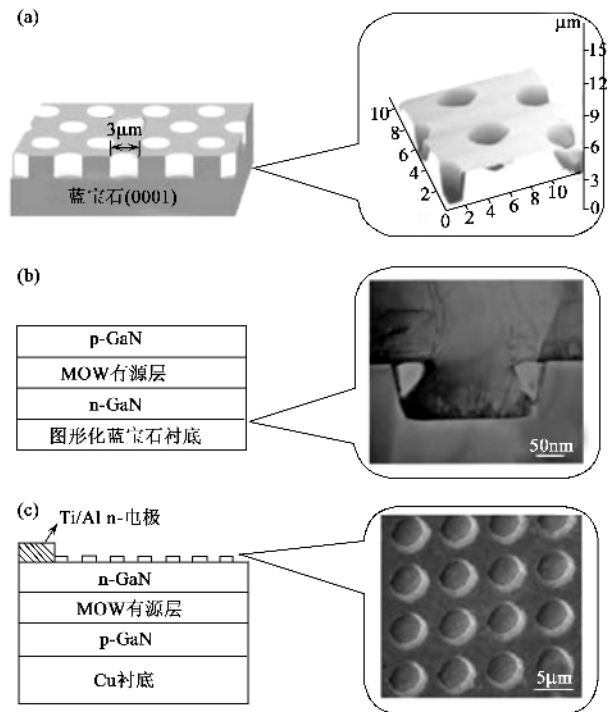 (a)
μm
15
12
9
6
3
0
10
8
6
4
2
0
2
4
6
8
10
3μm
蓝宝石(0001)
(b)
p-GaN
MOW有源层
n-GaN
图形化蓝宝石衬底
50nm
(c)
Ti/Al n-电极
n-GaN
MOW有源层
p-GaN
Cu衬底
5μm